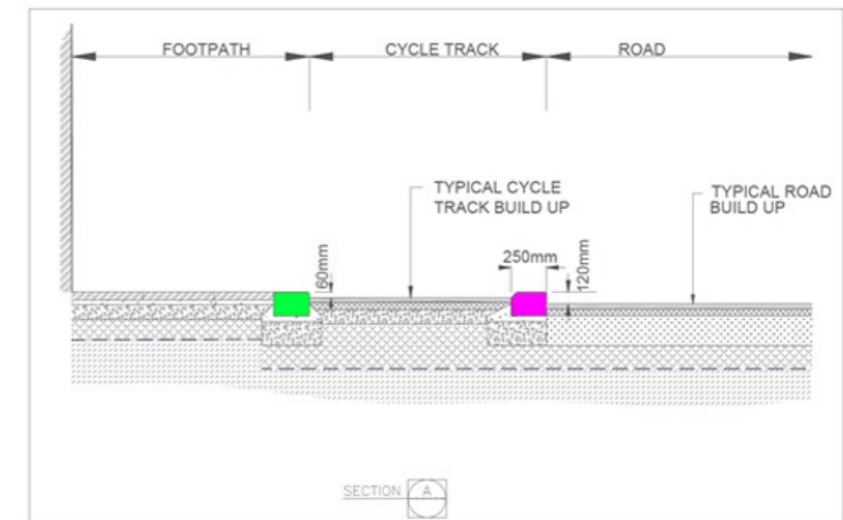 FOOTPATH CYCLE TRACK ROAD
TYPICAL CYCLE
TRACK BUILD UP
TYPICAL ROAD
BUILD UP
60mm
250mm
120mm
SECTION A